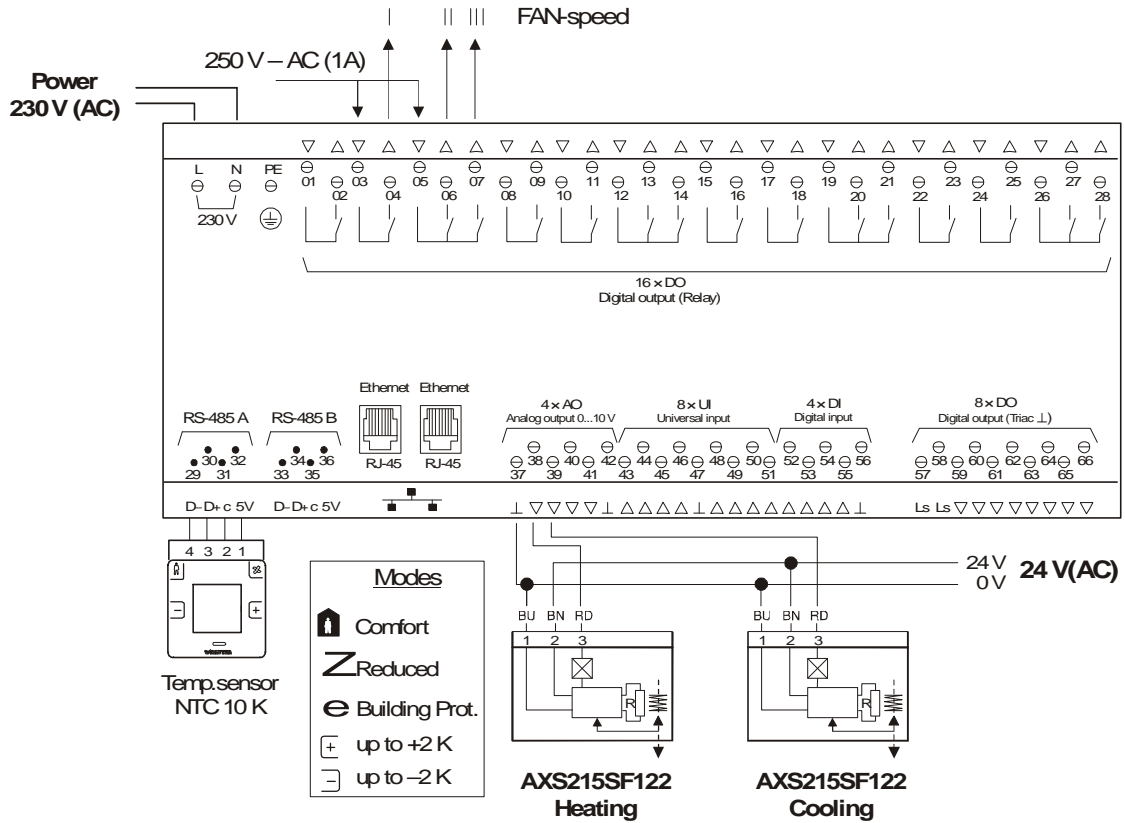 I II III FAN-speed
250 V – AC (1A)
Power
230 V (AC)
L N PE
230 V
01 02 03 04 05 06 07 08 09 10 11 12 13 14 15 16 17 18 19 20 21 22 23 24 25 26 27 28
16 × DO
Digital output (Relay)
Ethernet Ethernet
RJ-45 RJ-45
RS-485 A RS-485 B
29 30 31 32 33 34 35 36
4 × AO
Analog output 0...10 V
8 × UI
Universal input
4 × DI
Digital input
8 × DO
Digital output (Triac ⊥)
37 38 39 40 41 42 43 44 45 46 47 48 49 50 51 52 53 54 55 56
57 58 59 60 61 62 63 64 65 66
D– D+ c 5V D– D+ c 5V
Ls Ls
4 3 2 1
Temp.sensor
NTC 10 K
Modes
Comfort
Reduced
e Building Prot.
+ up to +2 K
– up to –2 K
24 V
0 V
24 V(AC)
BU BN RD
1 2 3
R
AXS215SF122
Heating
BU BN RD
1 2 3
R
AXS215SF122
Cooling